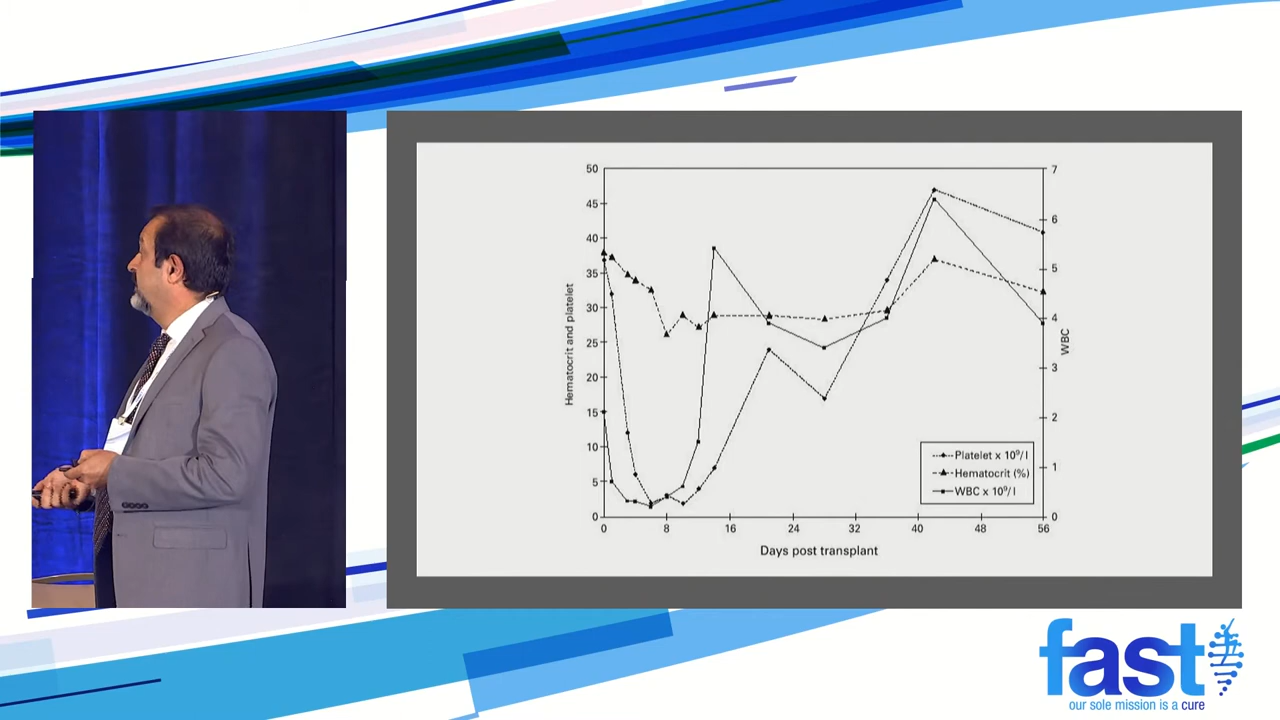 50
45
40
35
30
25
20
15
10
5
0
Hematocrit and platelet
7
6
5
4
3
2
1
0
WBC
Platelet x 10⁹/l
Hematocrit (%)
WBC x 10⁹/l
0 8 16 24 32 40 48 56
Days post transplant
fast
our sole mission is a cure